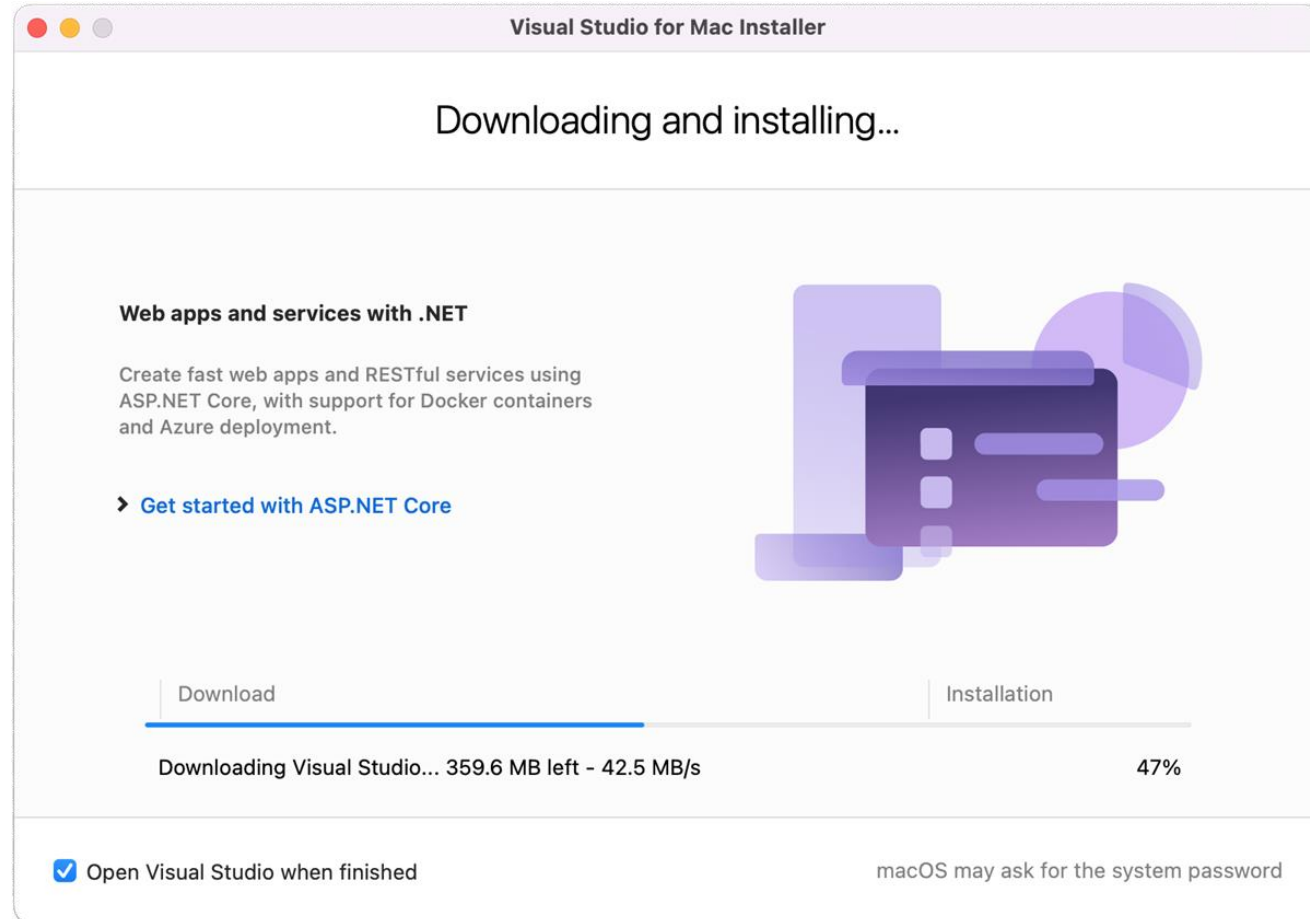 Visual Studio for Mac Installer
Downloading and installing...
Web apps and services with .NET
Create fast web apps and RESTful services using
ASP.NET Core, with support for Docker containers
and Azure deployment.
Get started with ASP.NET Core
Download
Installation
Downloading Visual Studio... 359.6 MB left - 42.5 MB/s
47%
Open Visual Studio when finished
macOS may ask for the system password